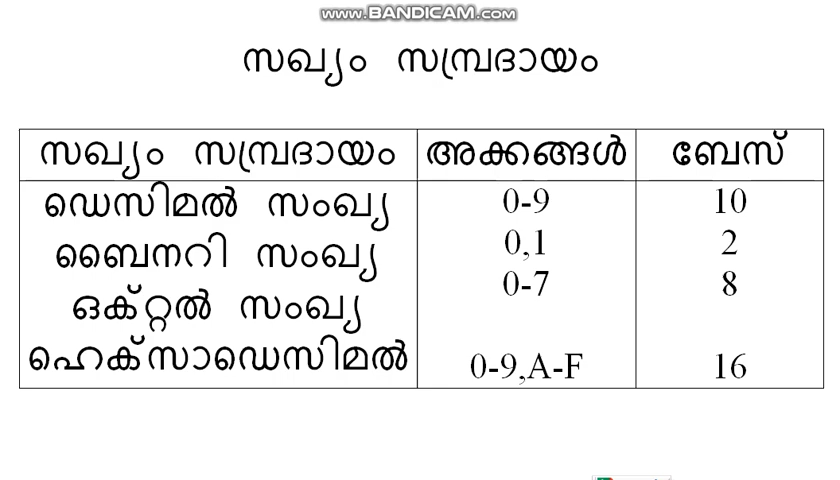 www.BANDICAM.com
സഖ്യം സമ്പ്രദായം
സഖ്യം സമ്പ്രദായം അക്കങ്ങൾ ബേസ്
ഡെസിമൽ സംഖ്യ 0-9 10
ബൈനറി സംഖ്യ 0,1 2
ഒക്റ്റൽ സംഖ്യ 0-7 8
ഹെക്സാഡെസിമൽ 0-9,A-F 16